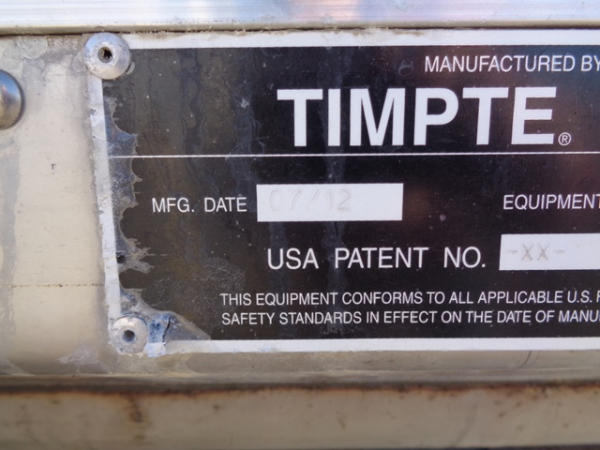 MANUFACTURED BY
TIMPTE®
MFG. DATE 07/12 EQUIPMENT
USA PATENT NO. -XX-
THIS EQUIPMENT CONFORMS TO ALL APPLICABLE U.S.
SAFETY STANDARDS IN EFFECT ON THE DATE OF MANU